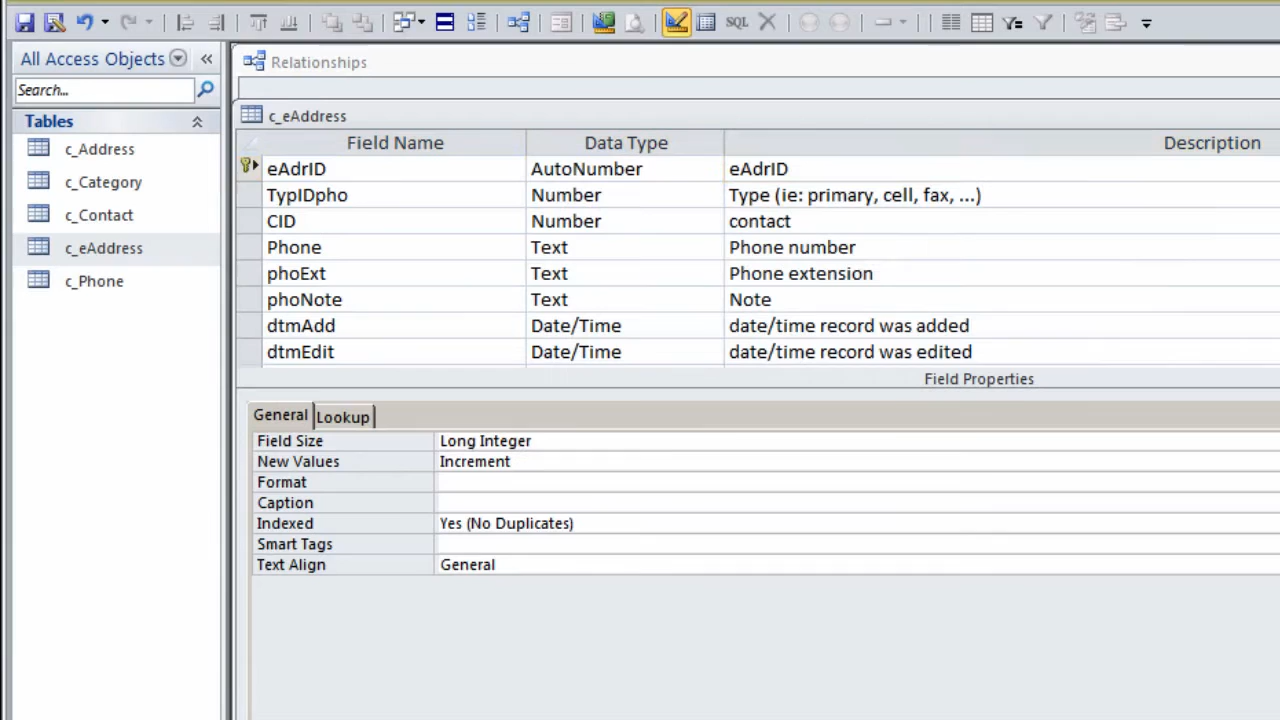 SQL
All Access Objects
Search...
Tables
c_Address
c_Category
c_Contact
c_eAddress
c_Phone
Relationships
c_eAddress
Field Name Data Type Description
eAdrID AutoNumber eAdrID
TypIDpho Number Type (ie: primary, cell, fax, ...)
CID Number contact
Phone Text Phone number
phoExt Text Phone extension
phoNote Text Note
dtmAdd Date/Time date/time record was added
dtmEdit Date/Time date/time record was edited
Field Properties
General Lookup
Field Size Long Integer
New Values Increment
Format
Caption
Indexed Yes (No Duplicates)
Smart Tags
Text Align General